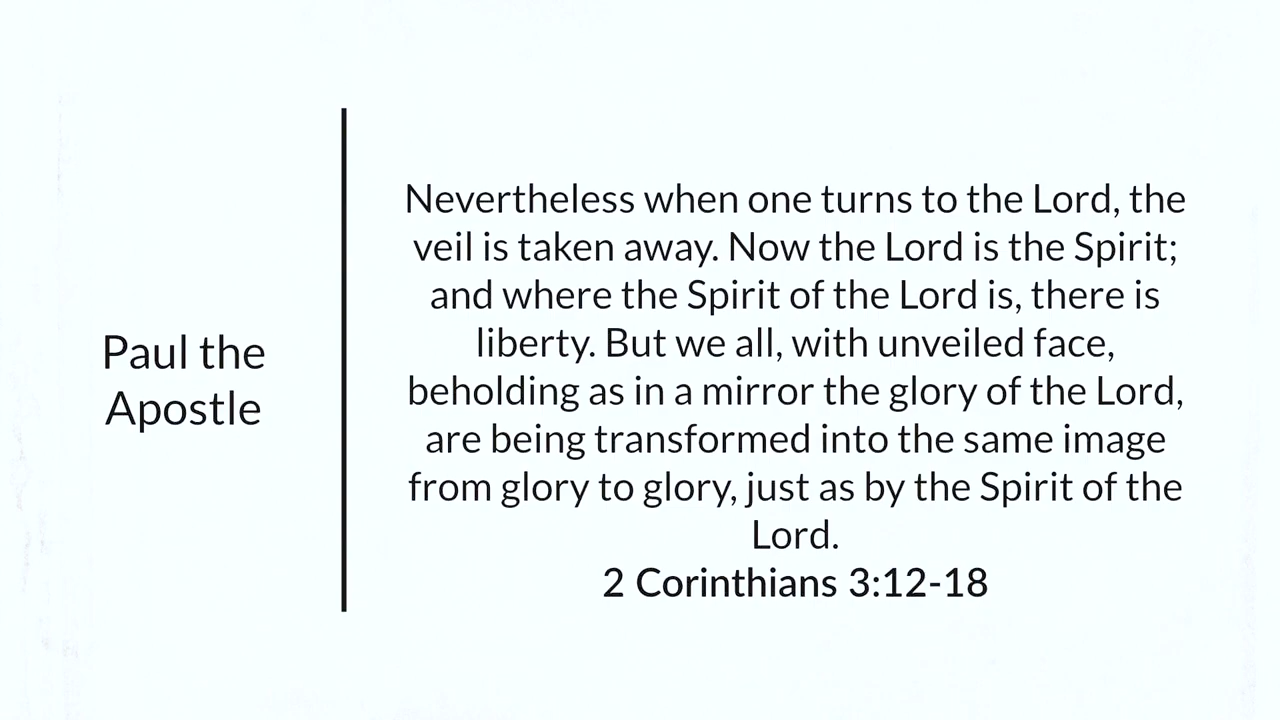 Paul the
Apostle
Nevertheless when one turns to the Lord, the
veil is taken away. Now the Lord is the Spirit;
and where the Spirit of the Lord is, there is
liberty. But we all, with unveiled face,
beholding as in a mirror the glory of the Lord,
are being transformed into the same image
from glory to glory, just as by the Spirit of the
Lord.
2 Corinthians 3:12-18